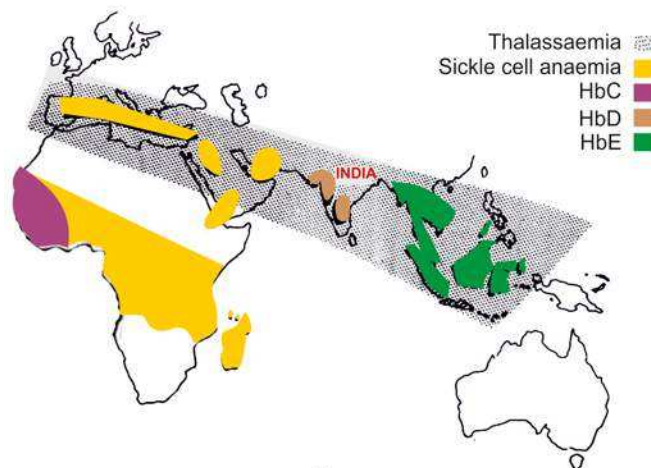 Thalassaemia
Sickle cell anaemia
HbC
HbD
HbE
INDIA